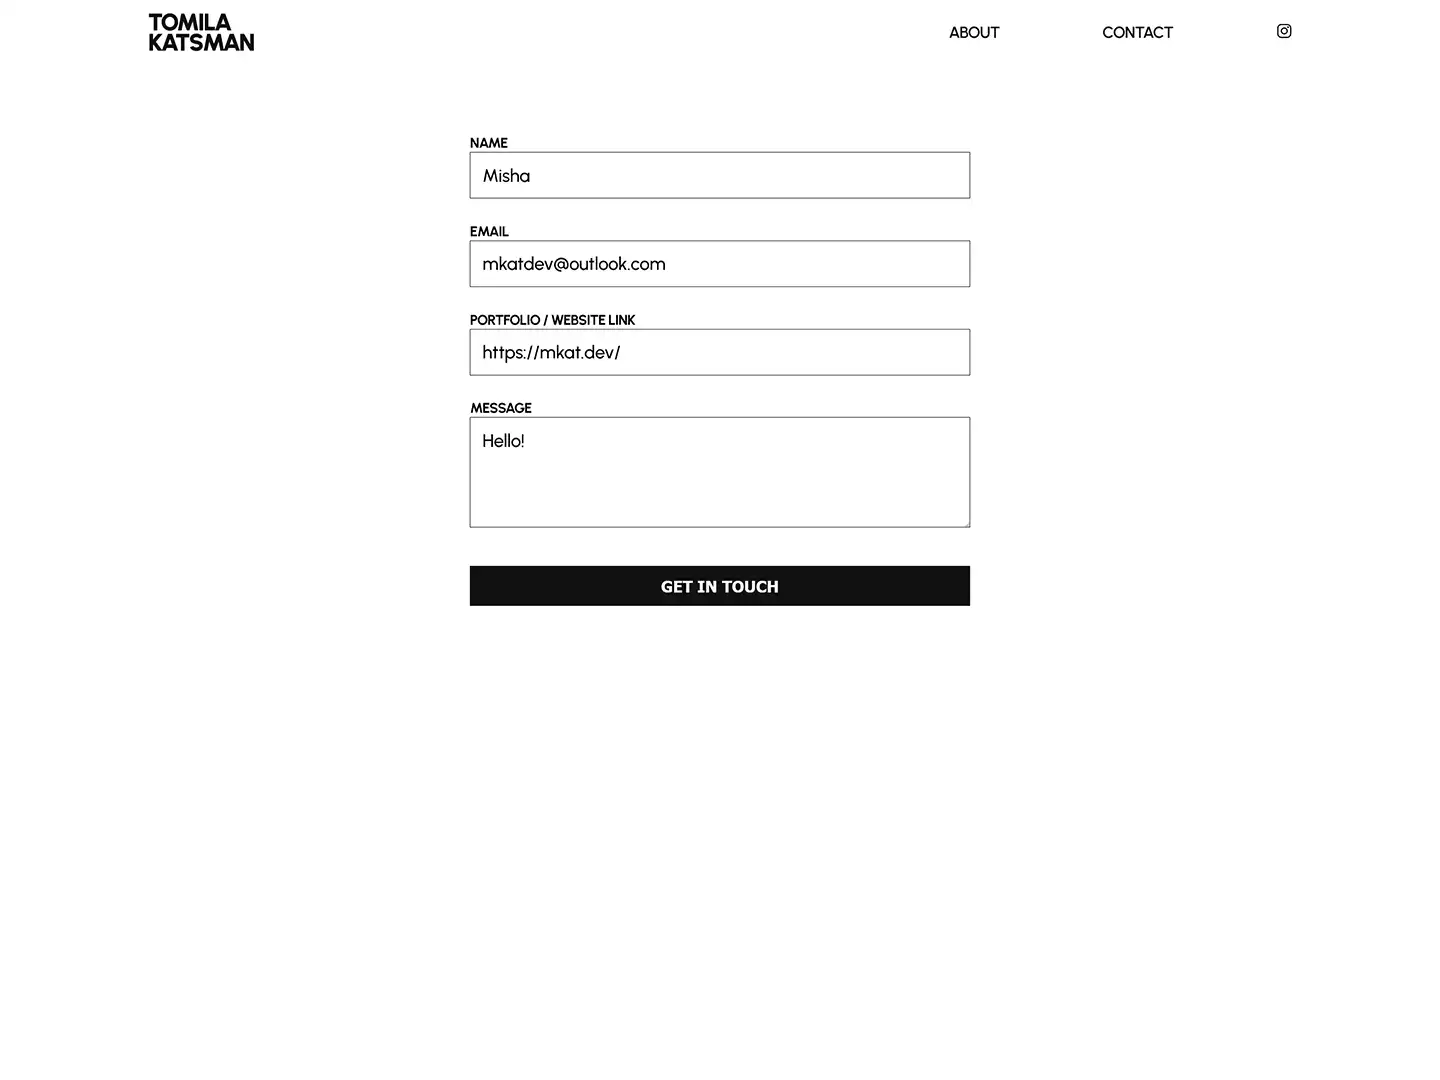 TOMILA
KATSMAN
ABOUT
CONTACT
NAME
Misha
EMAIL
mkatdev@outlook.com
PORTFOLIO / WEBSITE LINK
https://mkat.dev/
MESSAGE
Hello!
GET IN TOUCH